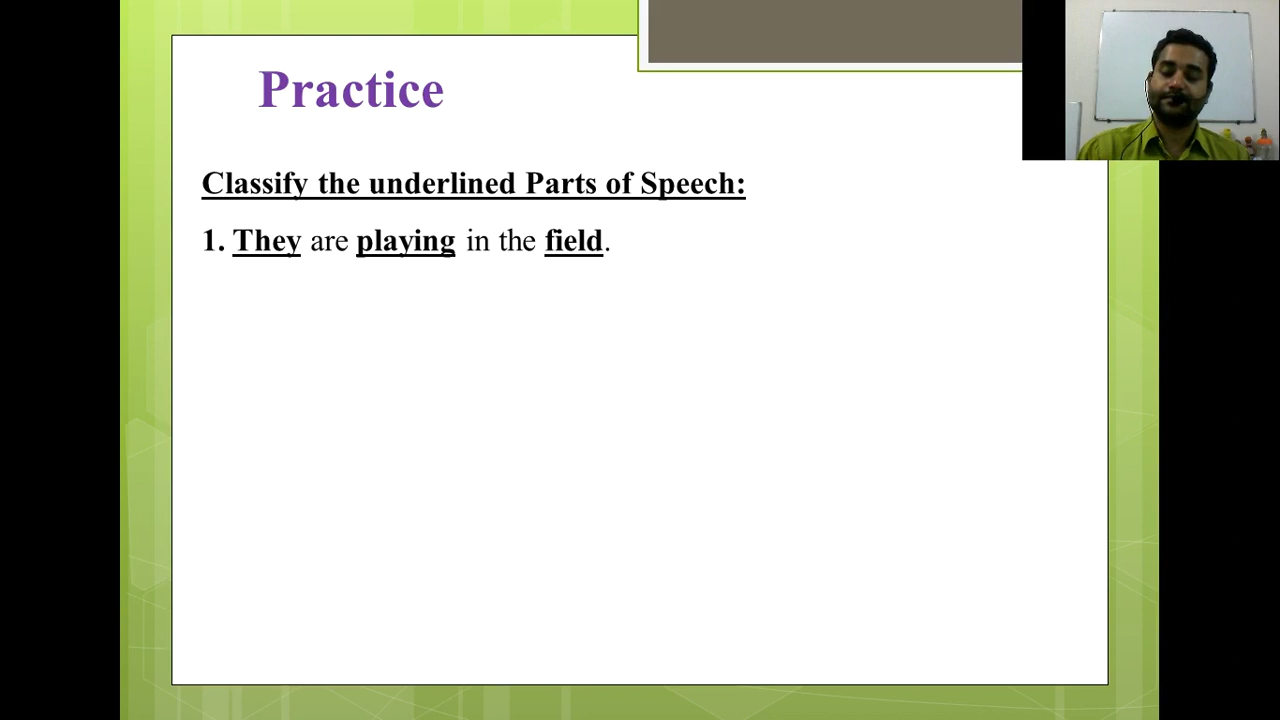 Practice
Classify the underlined Parts of Speech:
1. They are playing in the field.